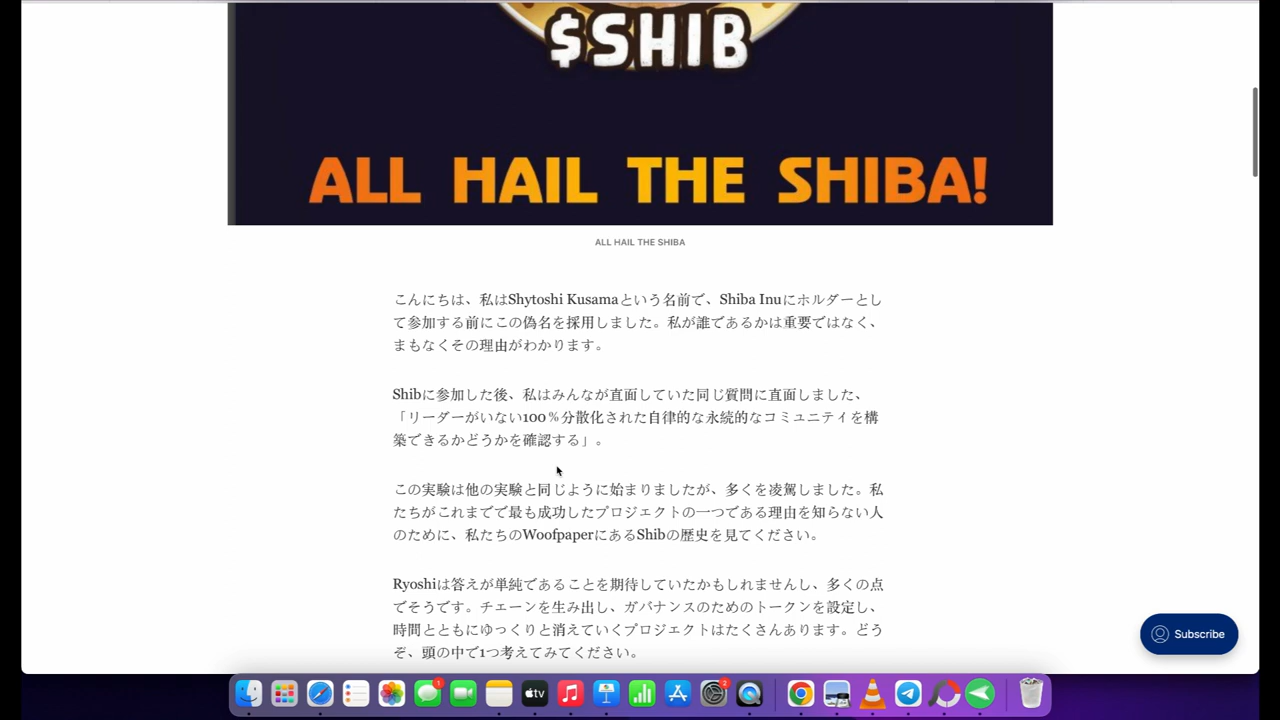 $SHIB
ALL HAIL THE SHIBA!
ALL HAIL THE SHIBA
こんにちは、私はShytoshi Kusamaという名前で、Shiba Inuにホルダーとし
て参加する前にこの偽名を採用しました。私が誰であるかは重要ではなく、
まもなくその理由がわかります。
Shibに参加した後、私はみんなが直面していた同じ質問に直面しました、
「リーダーがいない100％分散化された自律的な永続的なコミュニティを構
築できるかどうかを確認する」。
この実験は他の実験と同じように始まりましたが、多くを凌駕しました。私
たちがこれまでで最も成功したプロジェクトの一つである理由を知らない人
のために、私たちのWoofpaperにあるShibの歴史を見てください。
Ryoshiは答えが単純であることを期待していたかもしれませんし、多くの点
でそうです。チェーンを生み出し、ガバナンスのためのトークンを設定し、
時間とともにゆっくりと消えていくプロジェクトはたくさんあります。どう
ぞ、頭の中で1つ考えてみてください。
Subscribe
1
tv
2